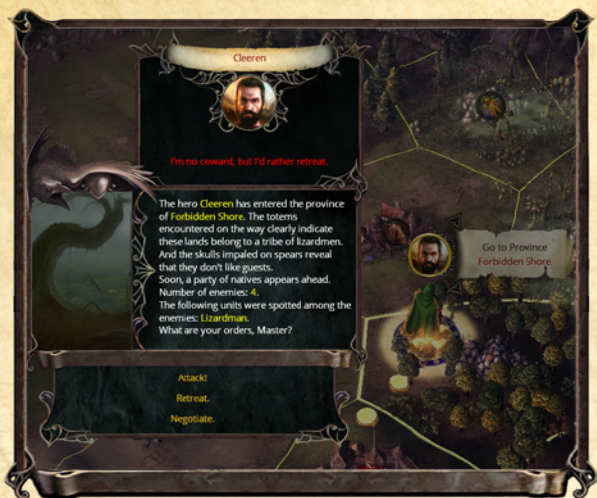 Cleeren
I'm no coward, but I'd rather retreat.
The hero Cleeren has entered the province
of Forbidden Shore. The totems
encountered on the way clearly indicate
these lands belong to a tribe of lizardmen.
And the skulls impaled on spears reveal
that they don't like guests.
Soon, a party of natives appears ahead.
Number of enemies: 4.
The following units were spotted among the
enemies: Lizardman.
What are your orders, Master?
Attack!
Retreat.
Negotiate.
Go to Province
Forbidden Shore